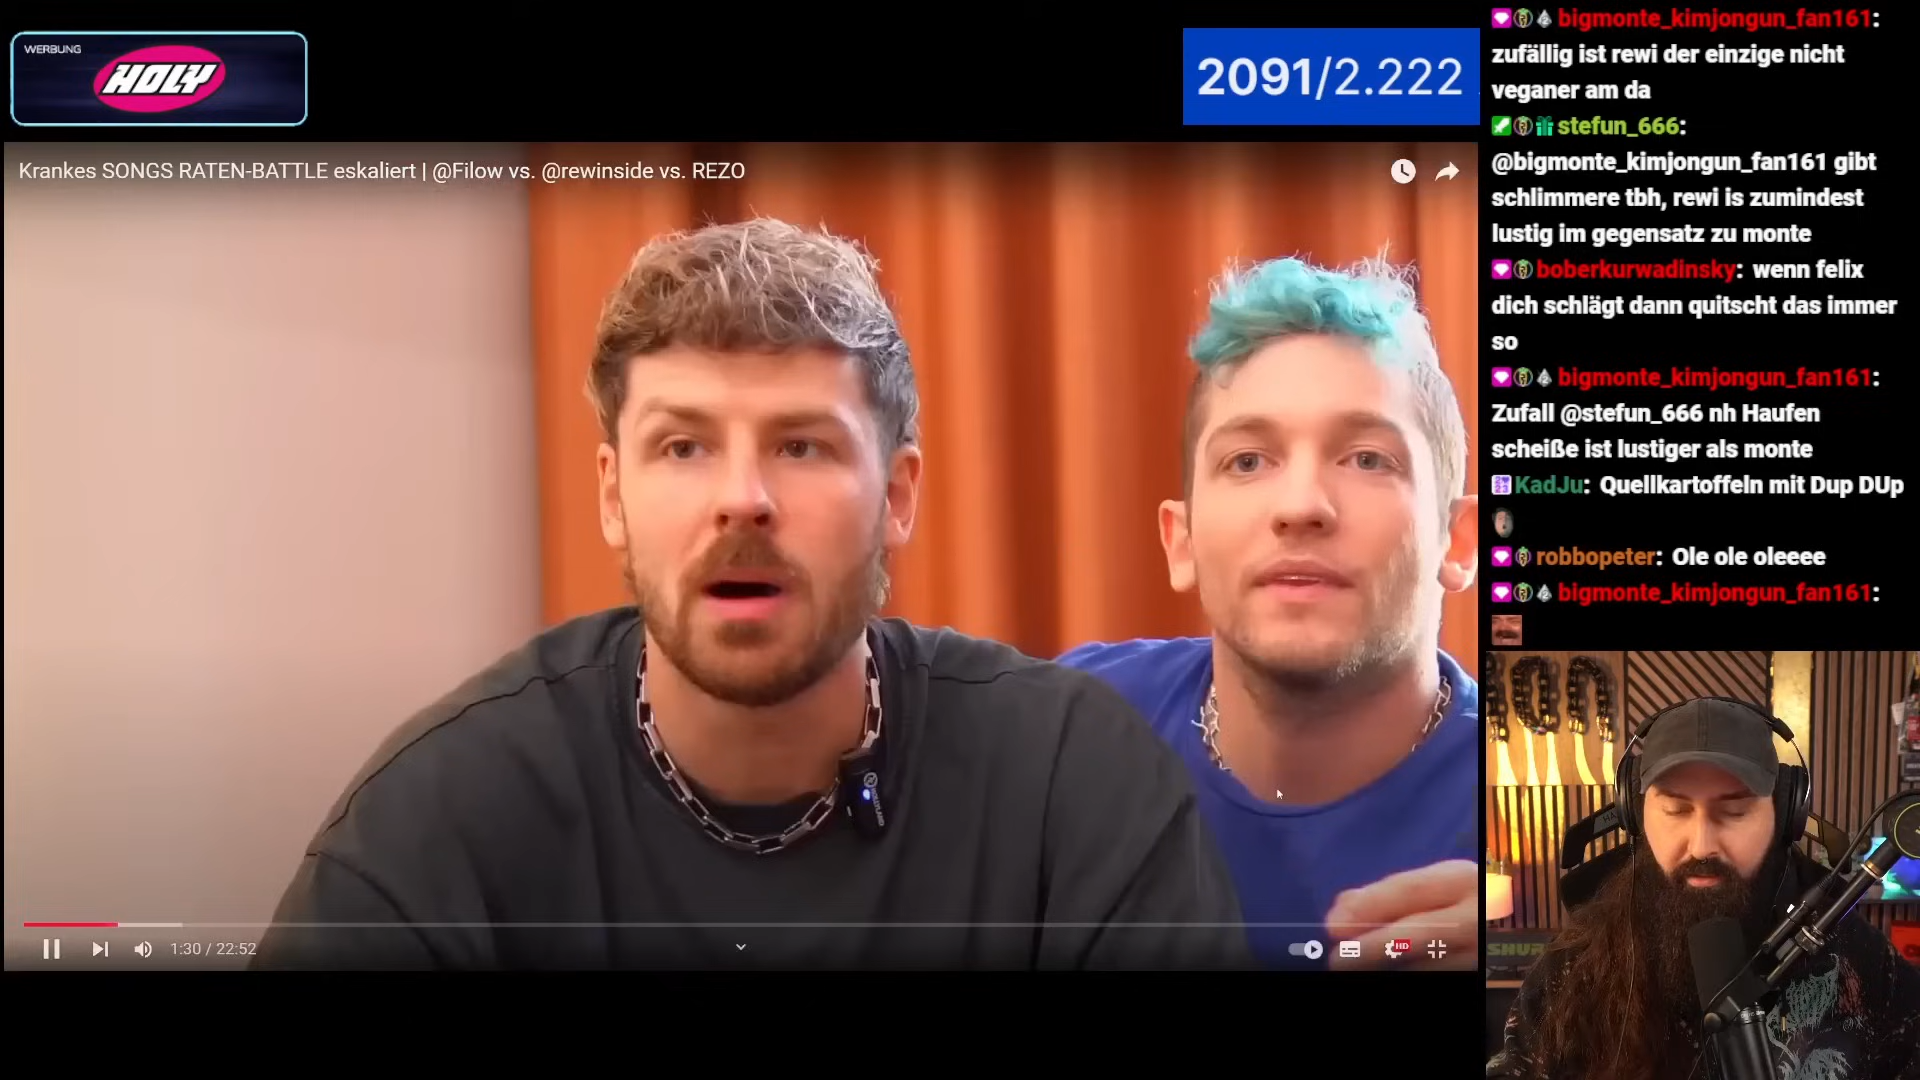 WERBUNG
HOLY
2091/2.222
Krankes SONGS RATEN-BATTLE eskaliert | @Filow vs. @rewinside vs. REZO
1:30 / 22:52
HD
bigmonte_kimjongun_fan161:
zufällig ist rewi der einzige nicht
veganer am da
stefun_666:
@bigmonte_kimjongun_fan161 gibt
schlimmere tbh, rewi is zumindest
lustig im gegensatz zu monte
boberkurwadinsky: wenn felix
dich schlägt dann quitscht das immer
so
bigmonte_kimjongun_fan161:
Zufall @stefun_666 nh Haufen
scheiße ist lustiger als monte
KadJu: Quellkartoffeln mit Dup DUp
robbopeter: Ole ole oleeee
bigmonte_kimjongun_fan161:
SHUR